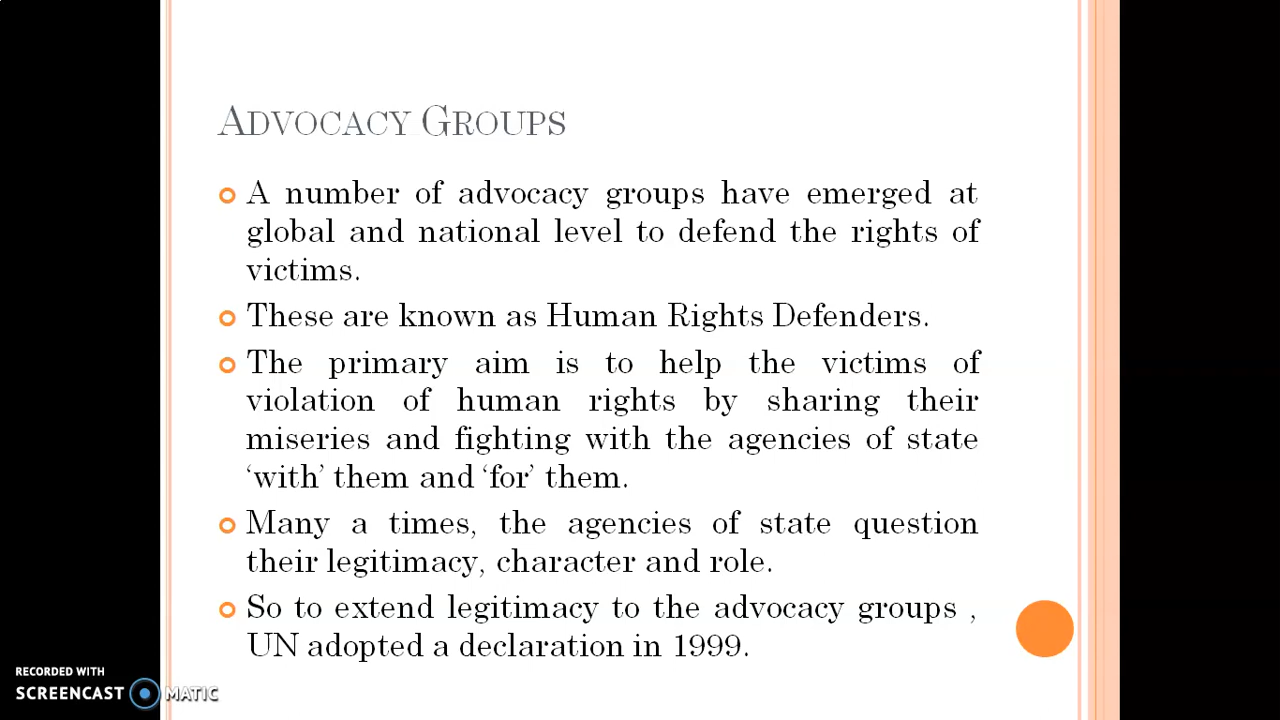 ADVOCACY GROUPS
A number of advocacy groups have emerged at
global and national level to defend the rights of
victims.
These are known as Human Rights Defenders.
The primary aim is to help the victims of
violation of human rights by sharing their
miseries and fighting with the agencies of state
‘with’ them and ‘for’ them.
Many a times, the agencies of state question
their legitimacy, character and role.
So to extend legitimacy to the advocacy groups ,
UN adopted a declaration in 1999.
RECORDED WITH
SCREENCAST MATIC